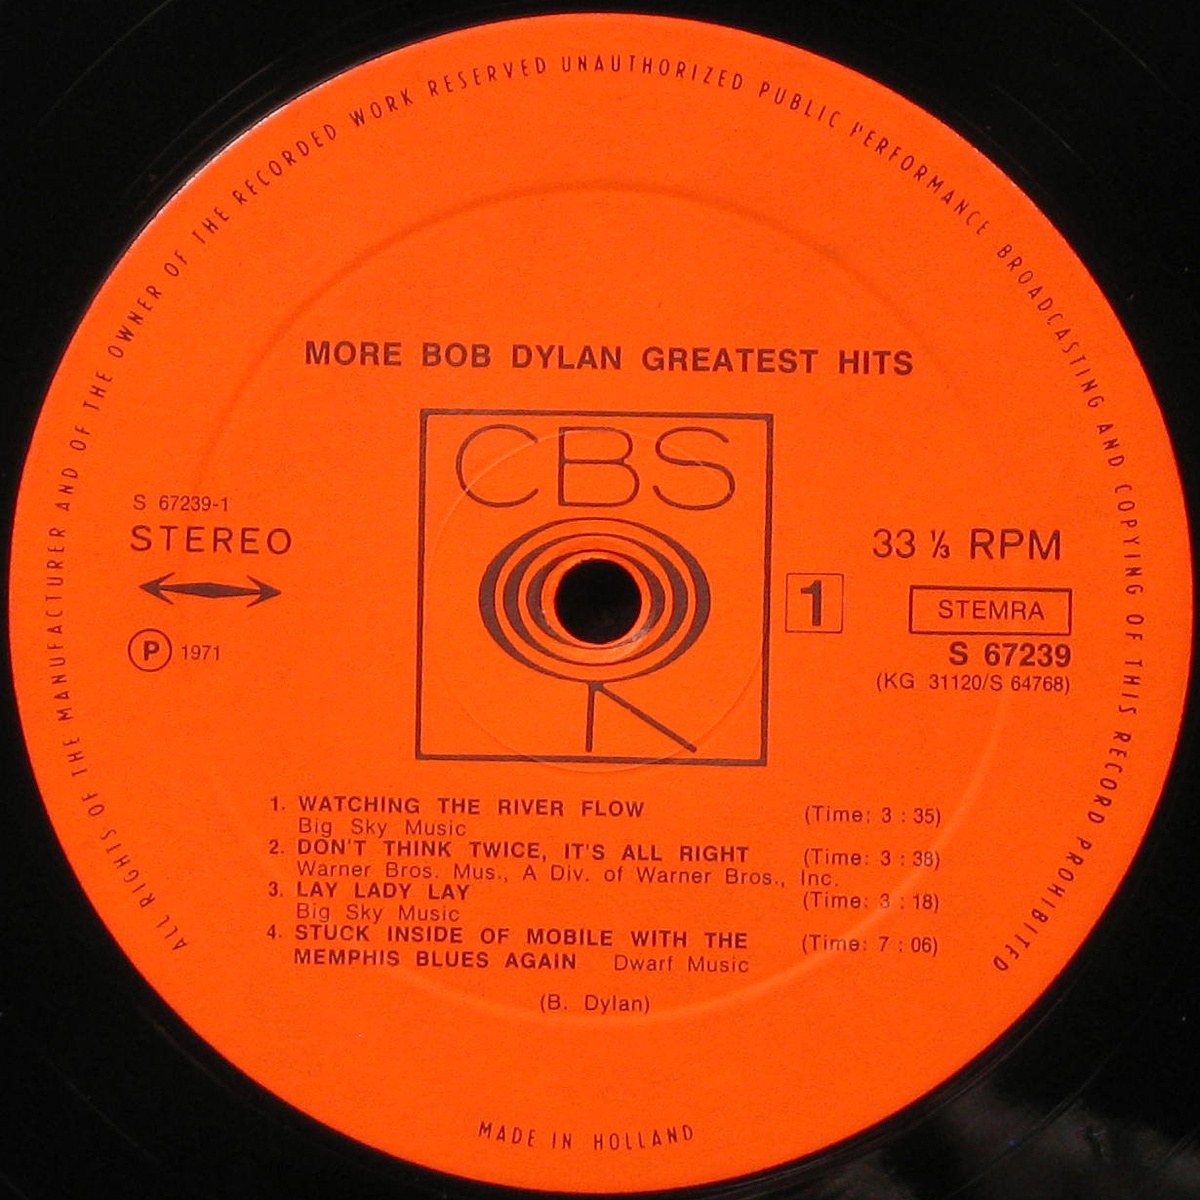 ALL RIGHTS OF THE MANUFACTURER AND OF THE OWNER OF THE RECORDED WORK RESERVED UNAUTHORIZED PUBLIC PERFORMANCE BROADCASTING AND COPYING OF THIS RECORD PROHIBITED
MORE BOB DYLAN GREATEST HITS
CBS
S 67239-1
STEREO
P 1971
1
33 ⅓ RPM
STEMRA
S 67239
(KG 31120/S 64768)
1. WATCHING THE RIVER FLOW (Time: 3 : 35)
Big Sky Music
2. DON'T THINK TWICE, IT'S ALL RIGHT (Time: 3 : 38)
Warner Bros. Mus., A Div. of Warner Bros., Inc.
3. LAY LADY LAY (Time: 3 : 18)
Big Sky Music
4. STUCK INSIDE OF MOBILE WITH THE (Time: 7 : 06)
MEMPHIS BLUES AGAIN Dwarf Music
(B. Dylan)
MADE IN HOLLAND